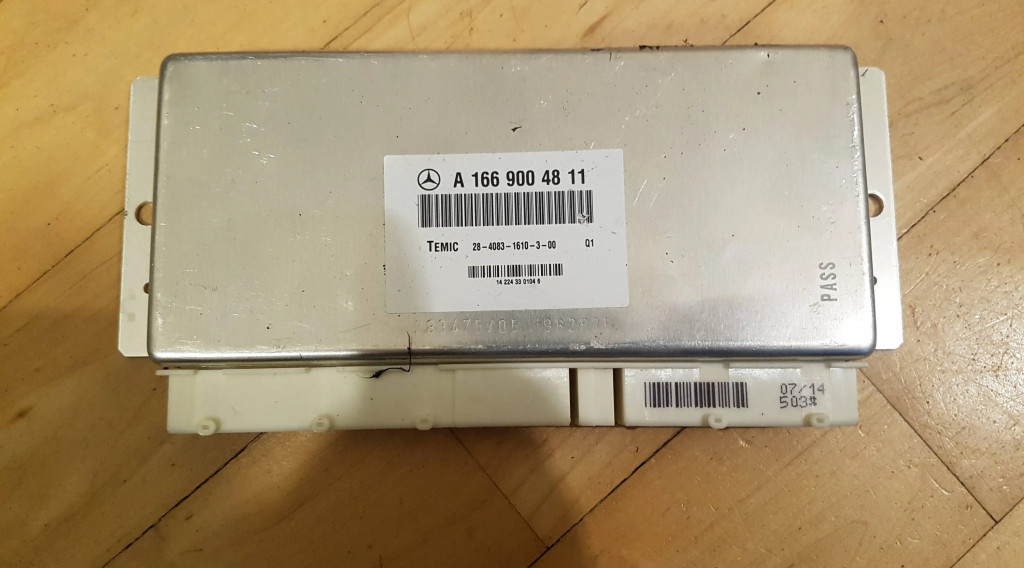 A 166 900 48 11
TEMIC 28-4083-1610-3-00 Q1
14 224 33 0104 6
PASS
07/14